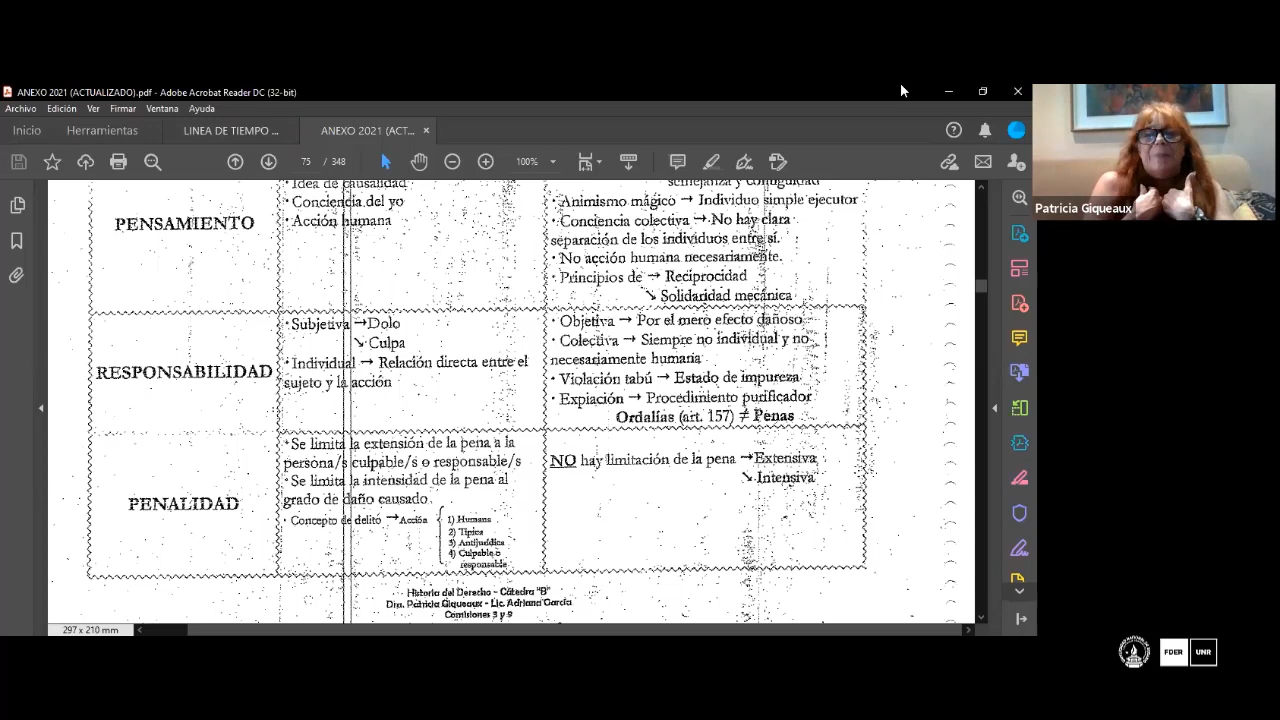 ANEXO 2021 (ACTUALIZADO).pdf - Adobe Acrobat Reader DC (32-bit)
Archivo Edición Ver Firmar Ventana Ayuda
Inicio Herramientas LINEA DE TIEMPO ... ANEXO 2021 (ACT... ×
75 / 348 100%
Patricia Giqueaux
PENSAMIENTO
· Idea de causalidad
· Conciencia del yo
· Acción humana
semejanza y contigüidad
· Animismo mágico → Individuo simple ejecutor
· Conciencia colectiva → No hay clara
separación de los individuos entre sí.
· No acción humana necesariamente.
· Principios de → Reciprocidad
↘ Solidaridad mecánica
RESPONSABILIDAD
· Subjetiva → Dolo
↘ Culpa
· Individual → Relación directa entre el
sujeto y la acción
· Objetiva → Por el mero efecto dañoso
· Colectiva → Siempre no individual y no
necesariamente humana
· Violación tabú → Estado de impureza
· Expiación → Procedimiento purificador
Ordalías (art. 157) ≠ Penas
PENALIDAD
· Se limita la extensión de la pena a la
persona/s culpable/s o responsable/s
· Se limita la intensidad de la pena al
grado de daño causado.
Concepto de delito → Acción
1) Humana
2) Típica
3) Antijurídica
4) Culpable o
responsable
NO hay limitación de la pena → Extensiva
↘ Intensiva
Historia del Derecho - Cátedra "B"
Dra. Patricia Giqueaux - Lic. Adriana García
Comisiones 3 y 9
297 x 210 mm
FDER UNR